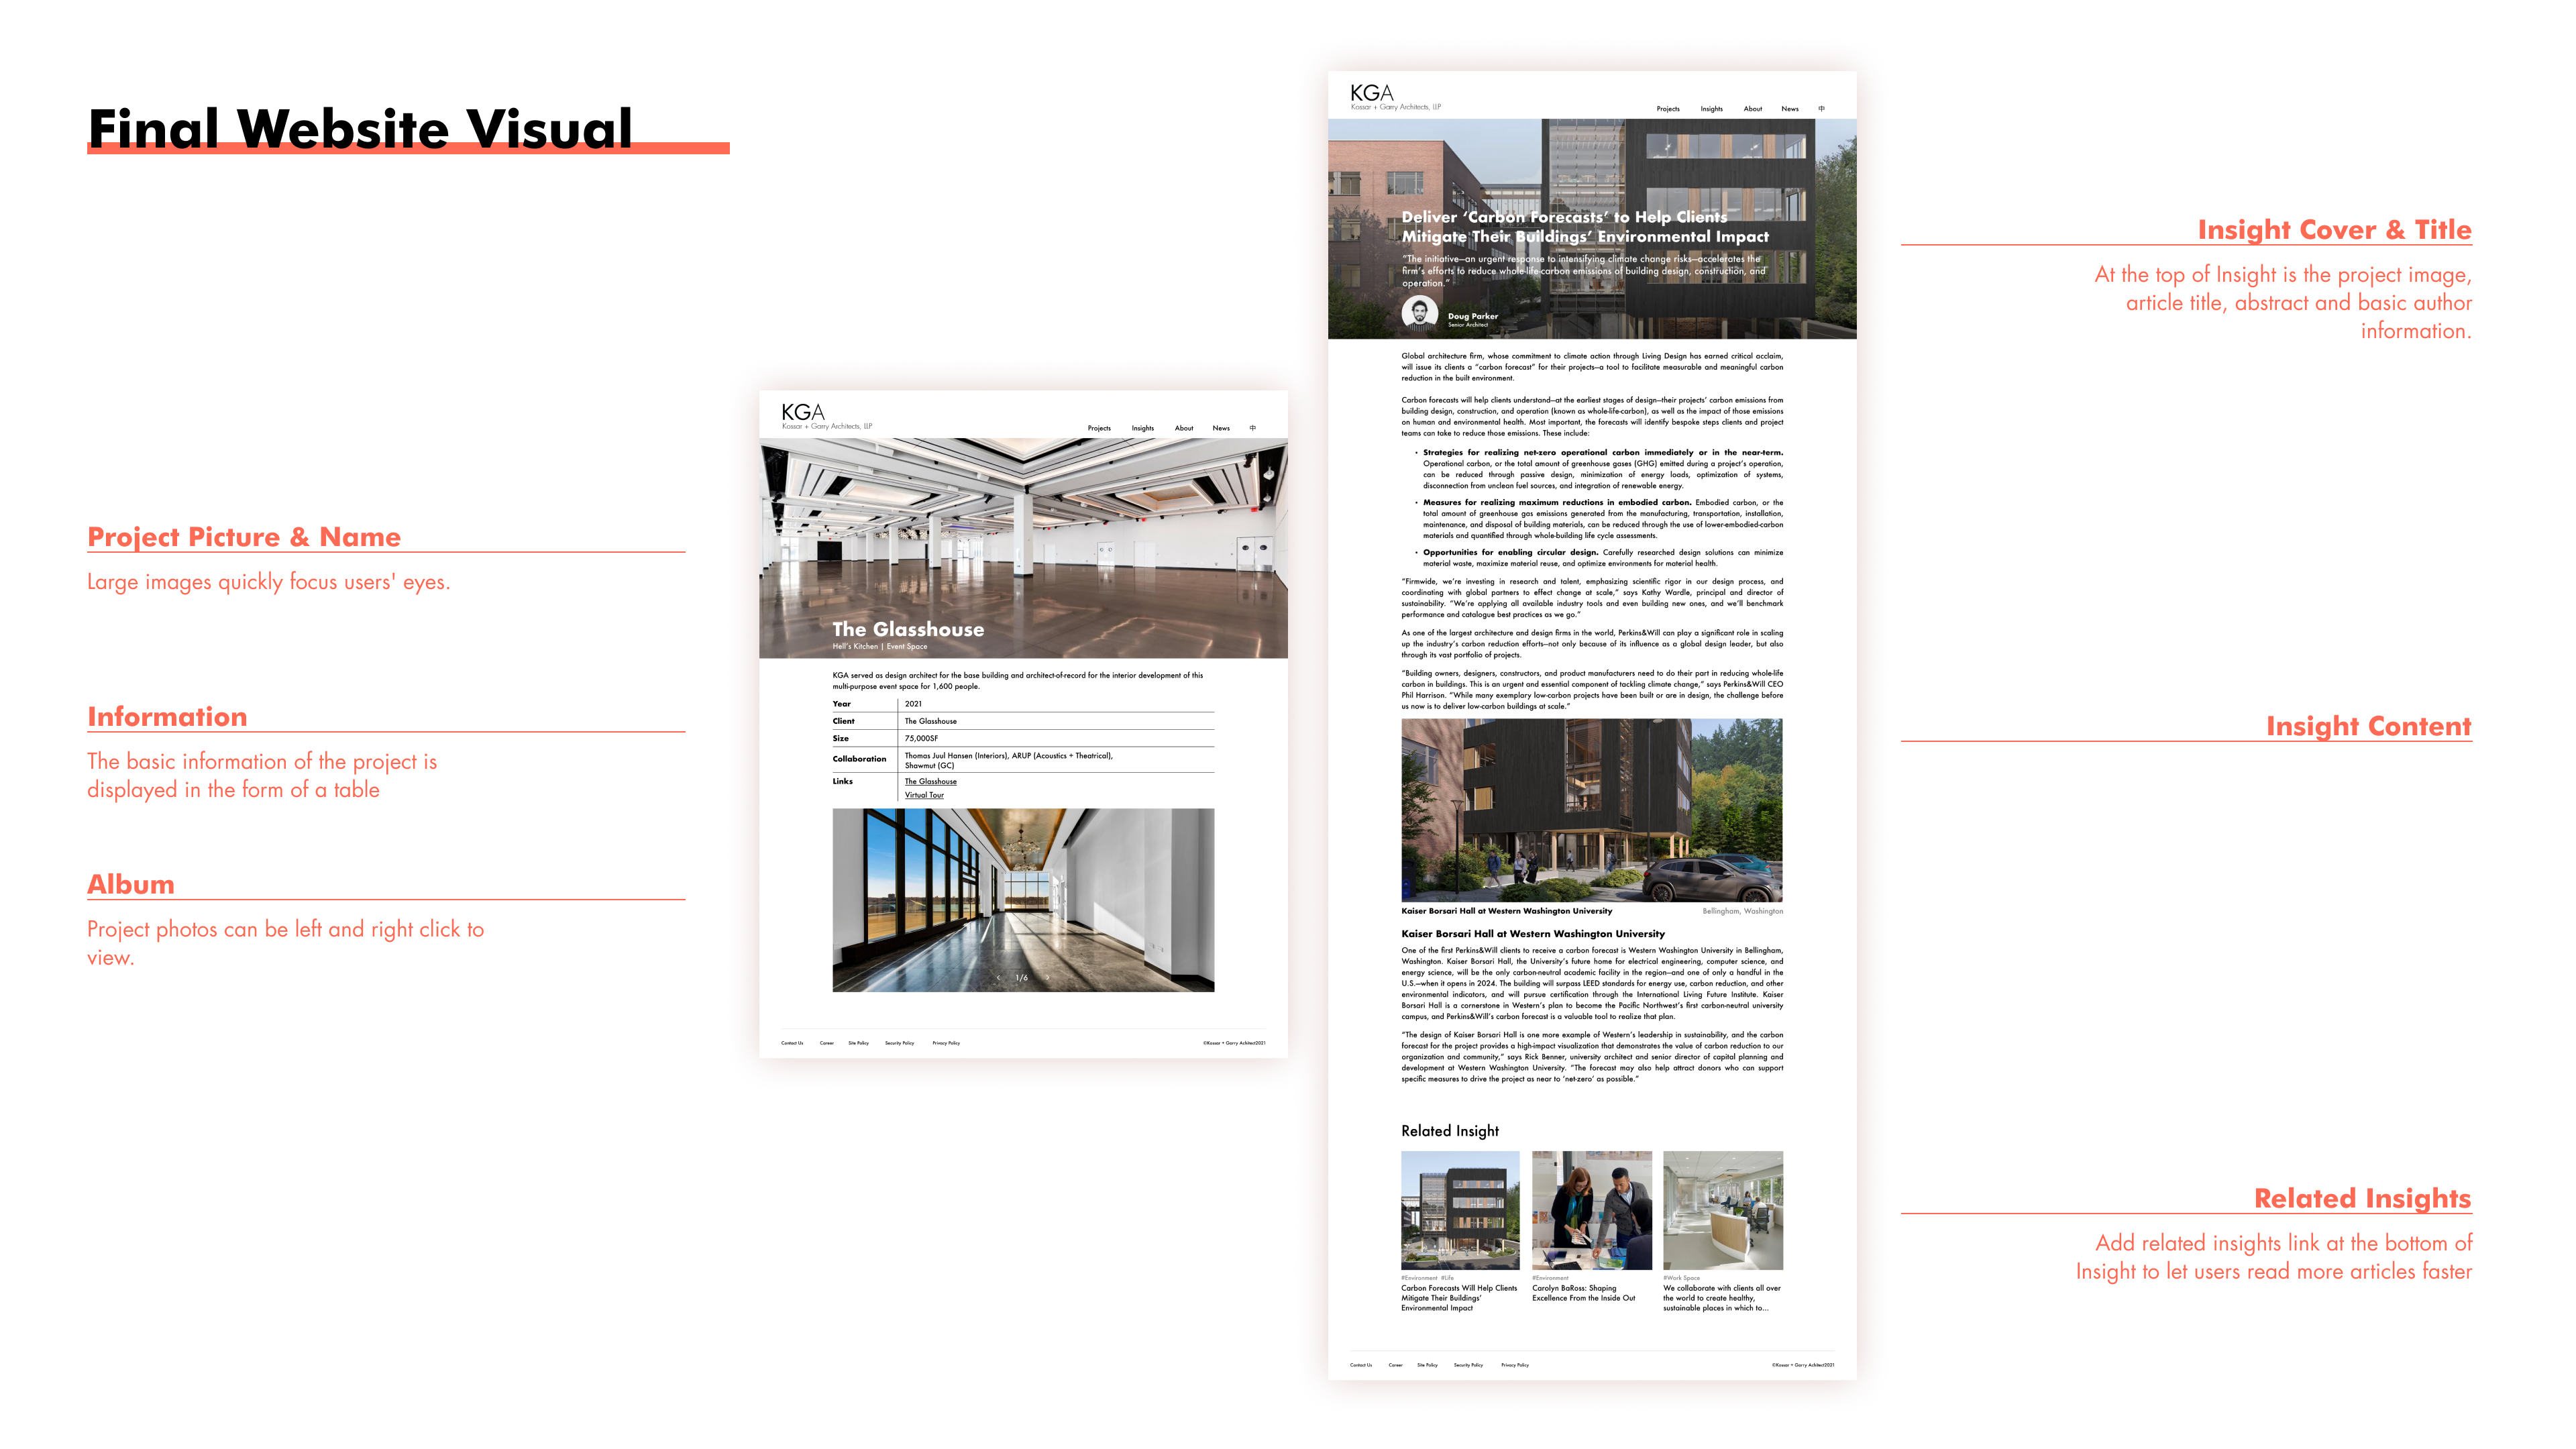 Final Website Visual
Project Picture & Name
Large images quickly focus users' eyes.
Information
The basic information of the project is
displayed in the form of a table
Album
Project photos can be left and right click to
view.
KGA
Kossar + Garry Architects, LLP
Projects Insights About News 中
The Glasshouse
Hell's Kitchen | Event Space
KGA served as design architect for the base building and architect-of-record for the interior development of this
multi-purpose event space for 1,600 people.
Year 2021
Client The Glasshouse
Size 75,000SF
Collaboration Thomas Juul Hansen (Interiors), ARUP (Acoustics + Theatrical),
Shawmut (GC)
Links The Glasshouse
Virtual Tour
< 1/6 >
Contact Us Career Site Policy Security Policy Privacy Policy ©Kossar + Garry Achitect2021
KGA
Kossar + Garry Architects, LLP
Projects Insights About News 中
Deliver ‘Carbon Forecasts’ to Help Clients
Mitigate Their Buildings’ Environmental Impact
“The initiative—an urgent response to intensifying climate change risks—accelerates the
firm’s efforts to reduce whole-life-carbon emissions of building design, construction, and
operation.”
Doug Parker
Senior Architect
Global architecture firm, whose commitment to climate action through Living Design has earned critical acclaim,
will issue its clients a “carbon forecast” for their projects—a tool to facilitate measurable and meaningful carbon
reduction in the built environment.
Carbon forecasts will help clients understand—at the earliest stages of design—their projects’ carbon emissions from
building design, construction, and operation (known as whole-life-carbon), as well as the impact of those emissions
on human and environmental health. Most important, the forecasts will identify bespoke steps clients and project
teams can take to reduce those emissions. These include:
• Strategies for realizing net-zero operational carbon immediately or in the near-term.
Operational carbon, or the total amount of greenhouse gases (GHG) emitted during a project’s operation,
can be reduced through passive design, minimization of energy loads, optimization of systems,
disconnection from unclean fuel sources, and integration of renewable energy.
• Measures for realizing maximum reductions in embodied carbon. Embodied carbon, or the
total amount of greenhouse gas emissions generated from the manufacturing, transportation, installation,
maintenance, and disposal of building materials, can be reduced through the use of lower-embodied-carbon
materials and quantified through whole-building life cycle assessments.
• Opportunities for enabling circular design. Carefully researched design solutions can minimize
material waste, maximize material reuse, and optimize environments for material health.
“Firmwide, we’re investing in research and talent, emphasizing scientific rigor in our design process, and
coordinating with global partners to effect change at scale,” says Kathy Wardle, principal and director of
sustainability. “We’re applying all available industry tools and even building new ones, and we’ll benchmark
performance and catalogue best practices as we go.”
As one of the largest architecture and design firms in the world, Perkins&Will can play a significant role in scaling
up the industry’s carbon reduction efforts—not only because of its influence as a global design leader, but also
through its vast portfolio of projects.
“Building owners, designers, constructors, and product manufacturers need to do their part in reducing whole-life
carbon in buildings. This is an urgent and essential component of tackling climate change,” says Perkins&Will CEO
Phil Harrison. “While many exemplary low-carbon projects have been built or are in design, the challenge before
us now is to deliver low-carbon buildings at scale.”
Kaiser Borsari Hall at Western Washington University Bellingham, Washington
Kaiser Borsari Hall at Western Washington University
One of the first Perkins&Will clients to receive a carbon forecast is Western Washington University in Bellingham,
Washington. Kaiser Borsari Hall, the University’s future home for electrical engineering, computer science, and
energy science, will be the only carbon-neutral academic facility in the region—and one of only a handful in the
U.S.—when it opens in 2024. The building will surpass LEED standards for energy use, carbon reduction, and other
environmental indicators, and will pursue certification through the International Living Future Institute. Kaiser
Borsari Hall is a cornerstone in Western’s plan to become the Pacific Northwest’s first carbon-neutral university
campus, and Perkins&Will’s carbon forecast is a valuable tool to realize that plan.
“The design of Kaiser Borsari Hall is one more example of Western’s leadership in sustainability, and the carbon
forecast for the project provides a high-impact visualization that demonstrates the value of carbon reduction to our
organization and community,” says Rick Benner, university architect and senior director of capital planning and
development at Western Washington University. “The forecast may also help attract donors who can support
specific measures to drive the project as near to ‘net-zero’ as possible.”
Related Insight
#Environment #Life
Carbon Forecasts Will Help Clients
Mitigate Their Buildings’
Environmental Impact
#Environment
Carolyn BaRoss: Shaping
Excellence From the Inside Out
#Work Space
We collaborate with clients all over
the world to create healthy,
sustainable places in which to...
Contact Us Career Site Policy Security Policy Privacy Policy ©Kossar + Garry Achitect2021
Insight Cover & Title
At the top of Insight is the project image,
article title, abstract and basic author
information.
Insight Content
Related Insights
Add related insights link at the bottom of
Insight to let users read more articles faster